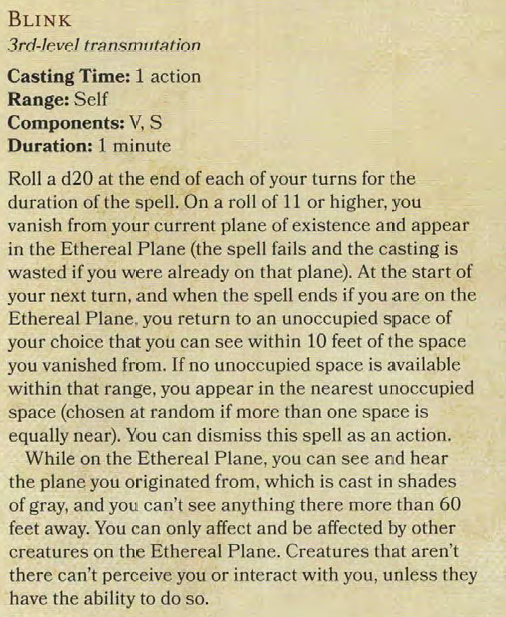 BLINK
3rd-level transmutation
Casting Time: 1 action
Range: Self
Components: V, S
Duration: 1 minute
Roll a d20 at the end of each of your turns for the
duration of the spell. On a roll of 11 or higher, you
vanish from your current plane of existence and appear
in the Ethereal Plane (the spell fails and the casting is
wasted if you were already on that plane). At the start of
your next turn, and when the spell ends if you are on the
Ethereal Plane, you return to an unoccupied space of
your choice that you can see within 10 feet of the space
you vanished from. If no unoccupied space is available
within that range, you appear in the nearest unoccupied
space (chosen at random if more than one space is
equally near). You can dismiss this spell as an action.
While on the Ethereal Plane, you can see and hear
the plane you originated from, which is cast in shades
of gray, and you can't see anything there more than 60
feet away. You can only affect and be affected by other
creatures on the Ethereal Plane. Creatures that aren't
there can't perceive you or interact with you, unless they
have the ability to do so.